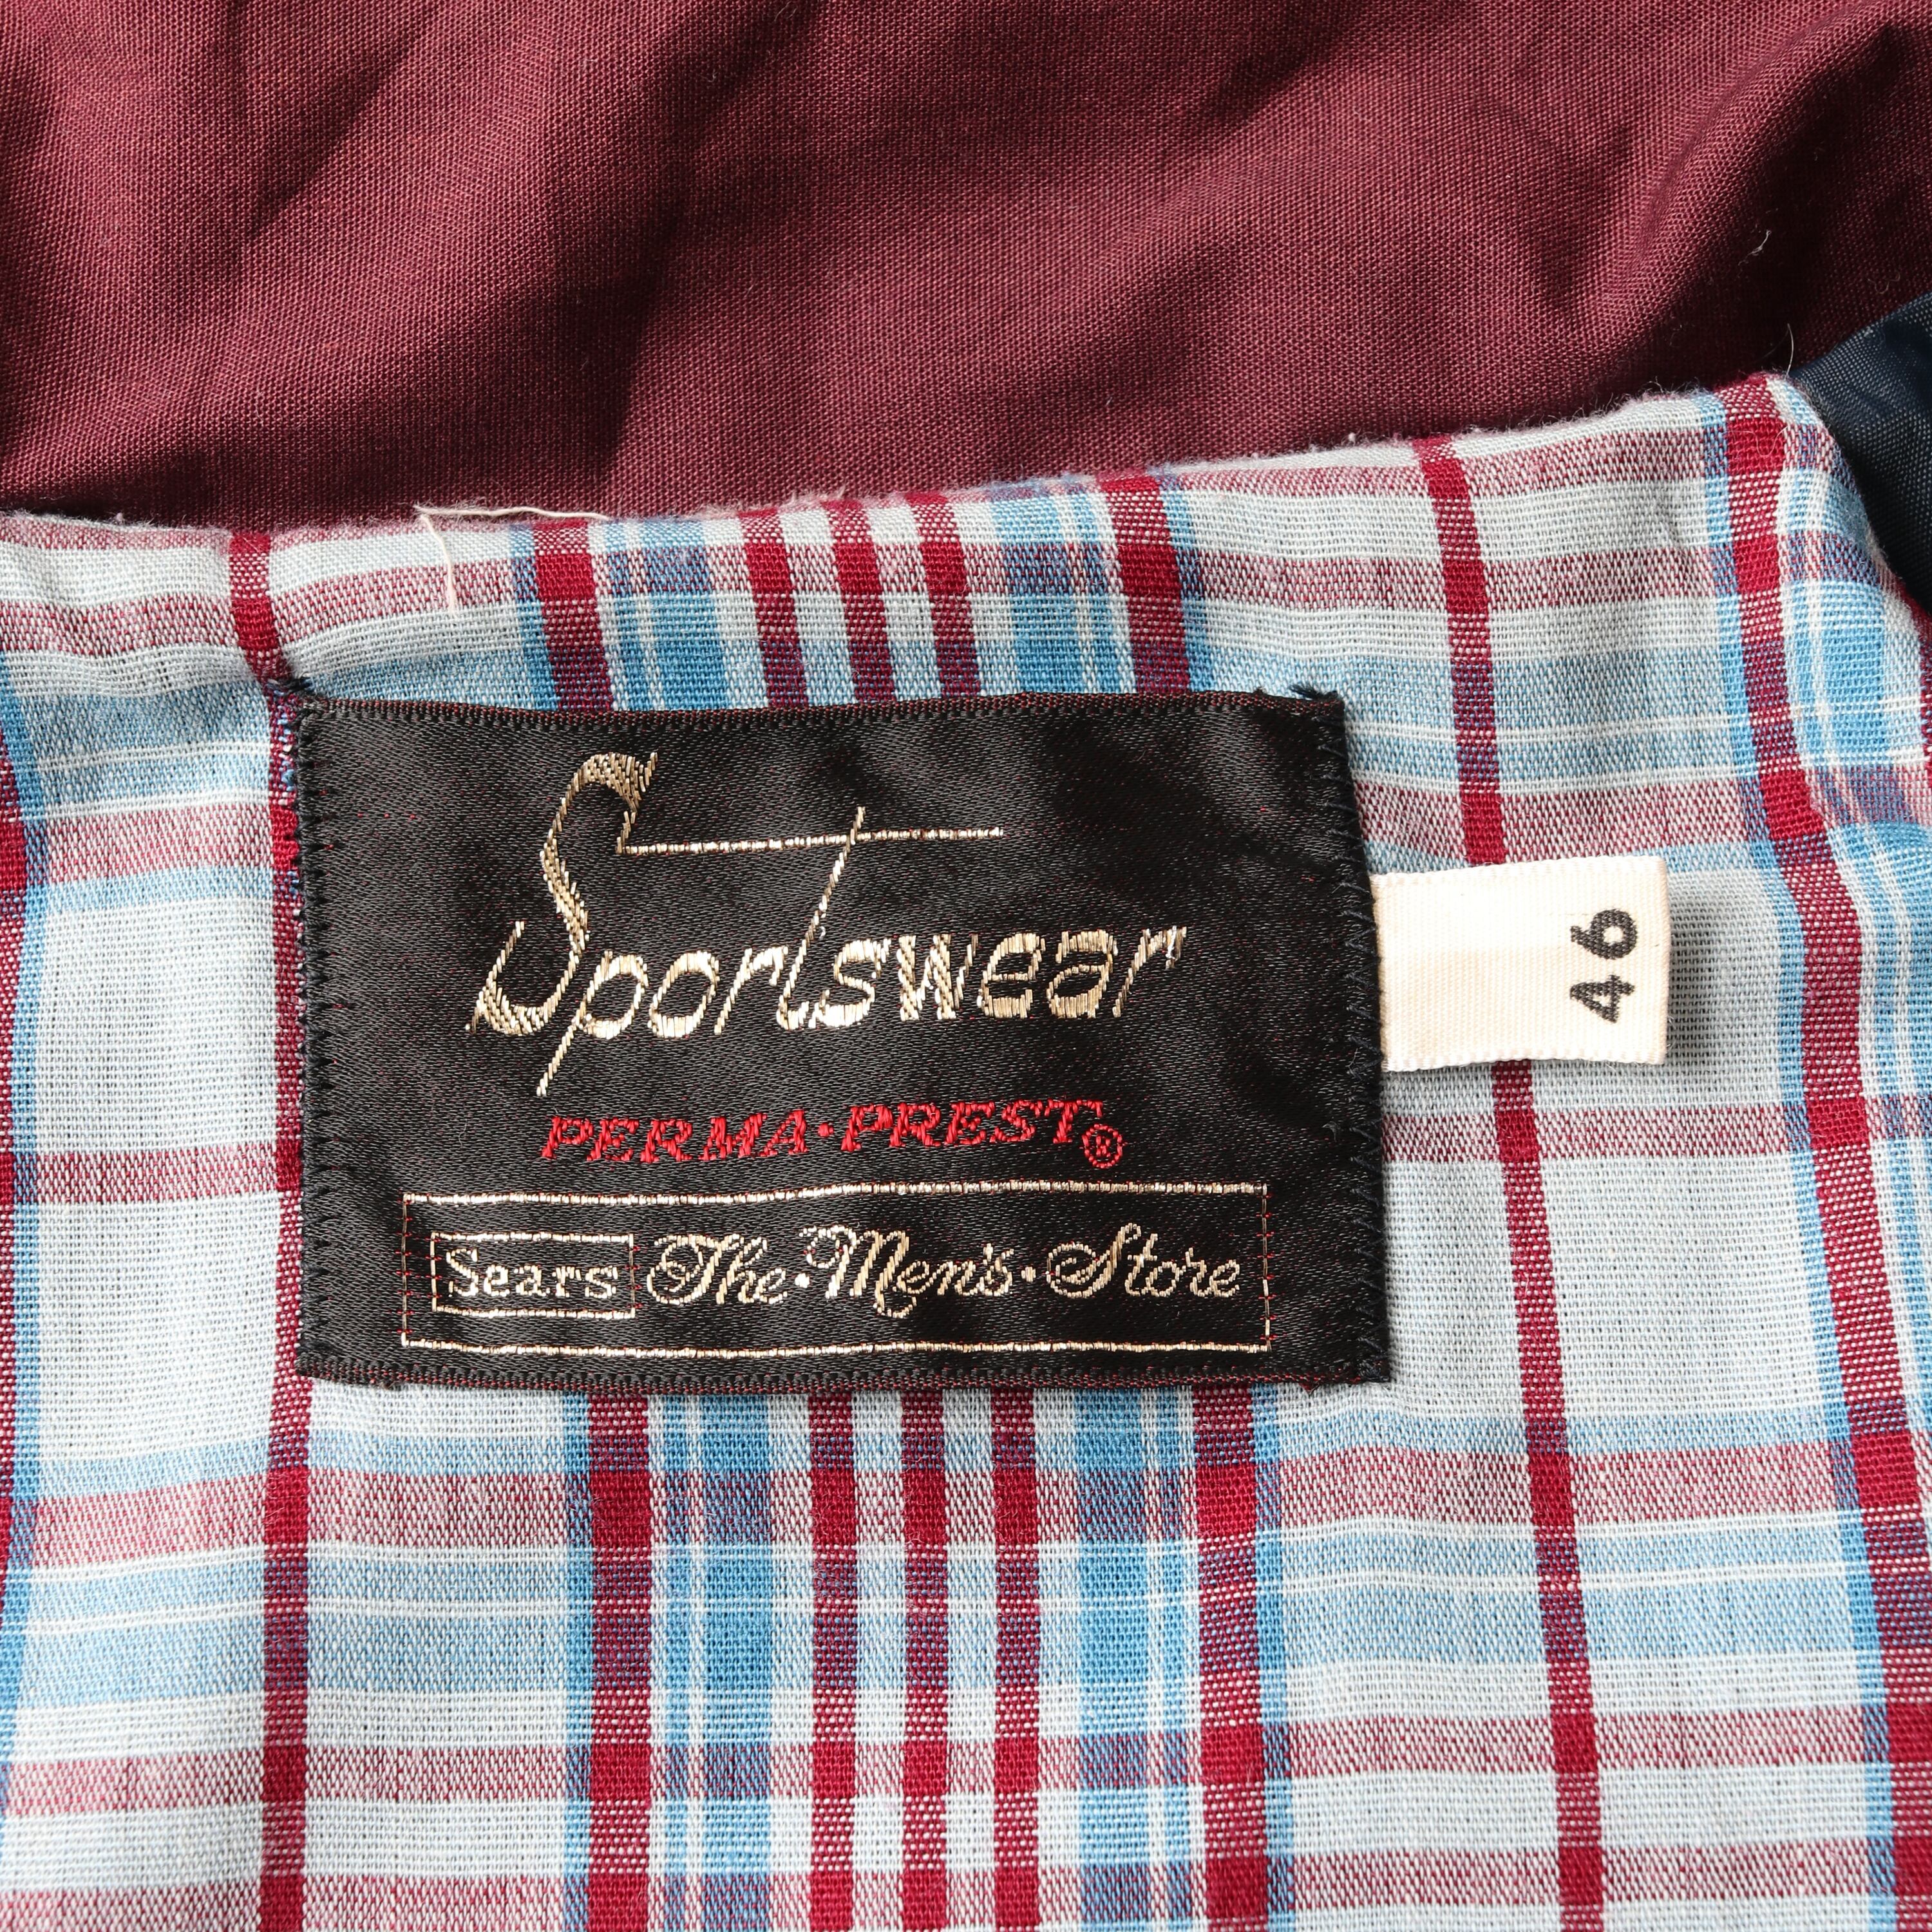 Sportswear
PERMA·PREST®
Sears The·Men's·Store
46